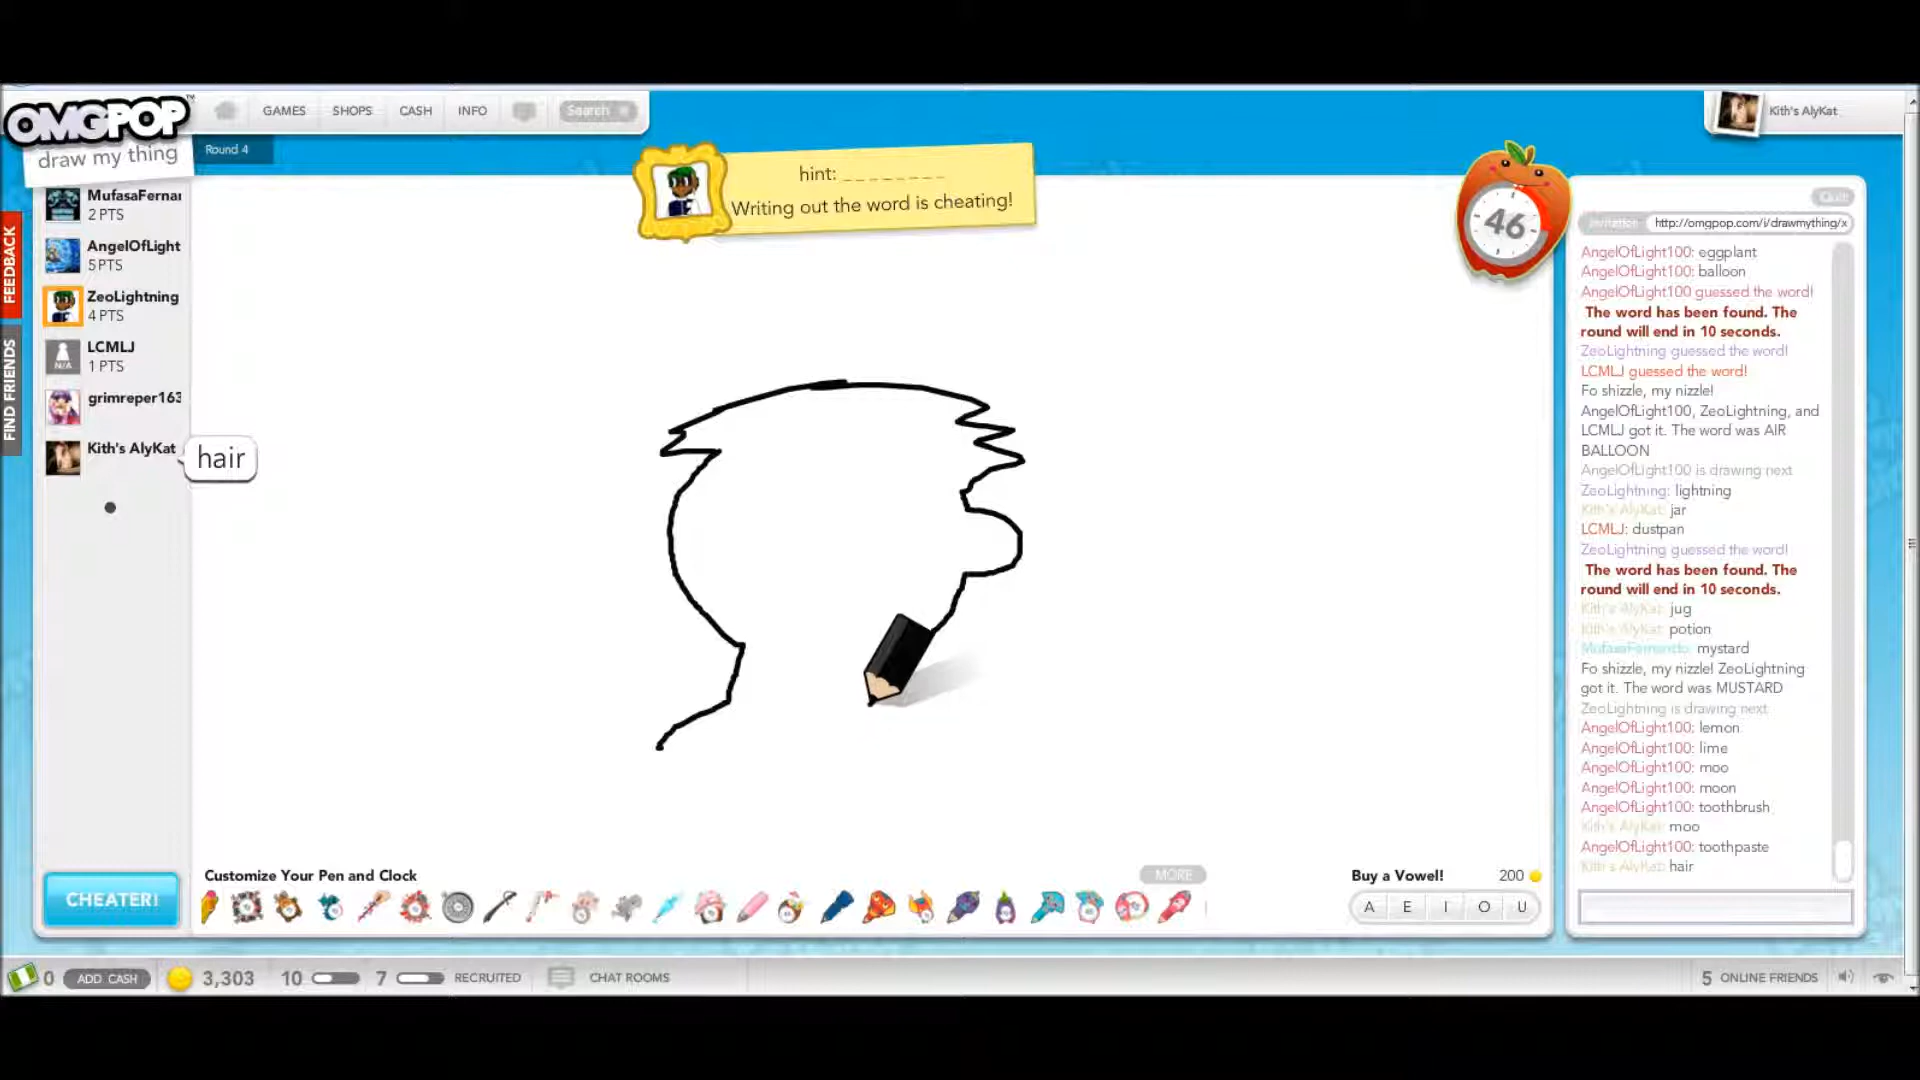 OMGPOP™
draw my thing
GAMES
SHOPS
CASH
INFO
Search
Kith's AlyKat
Round 4
hint: _ _ _ _ _ _ _ _
Writing out the word is cheating!
46
FEEDBACK
FIND FRIENDS
MufasaFernar
2 PTS
AngelOfLight
5 PTS
ZeoLightning
4 PTS
N/A
LCMLJ
1 PTS
grimreper163
Kith's AlyKat
hair
CHEATER!
Quit
Invitation
http://omgpop.com/i/drawmything/x
AngelOfLight100: eggplant
AngelOfLight100: balloon
AngelOfLight100 guessed the word!
The word has been found. The
round will end in 10 seconds.
ZeoLightning guessed the word!
LCMLJ guessed the word!
Fo shizzle, my nizzle!
AngelOfLight100, ZeoLightning, and
LCMLJ got it. The word was AIR
BALLOON
AngelOfLight100 is drawing next
ZeoLightning: lightning
Kith's AlyKat: jar
LCMLJ: dustpan
ZeoLightning guessed the word!
The word has been found. The
round will end in 10 seconds.
Kith's AlyKat: jug
Kith's AlyKat: potion
MufasaFernando: mystard
Fo shizzle, my nizzle! ZeoLightning
got it. The word was MUSTARD
ZeoLightning is drawing next
AngelOfLight100: lemon
AngelOfLight100: lime
AngelOfLight100: moo
AngelOfLight100: moon
AngelOfLight100: toothbrush
Kith's AlyKat: moo
AngelOfLight100: toothpaste
Kith's AlyKat: hair
Customize Your Pen and Clock
MORE
Buy a Vowel!
200
A E I O U
0
ADD CASH
3,303
10
7
RECRUITED
CHAT ROOMS
5 ONLINE FRIENDS